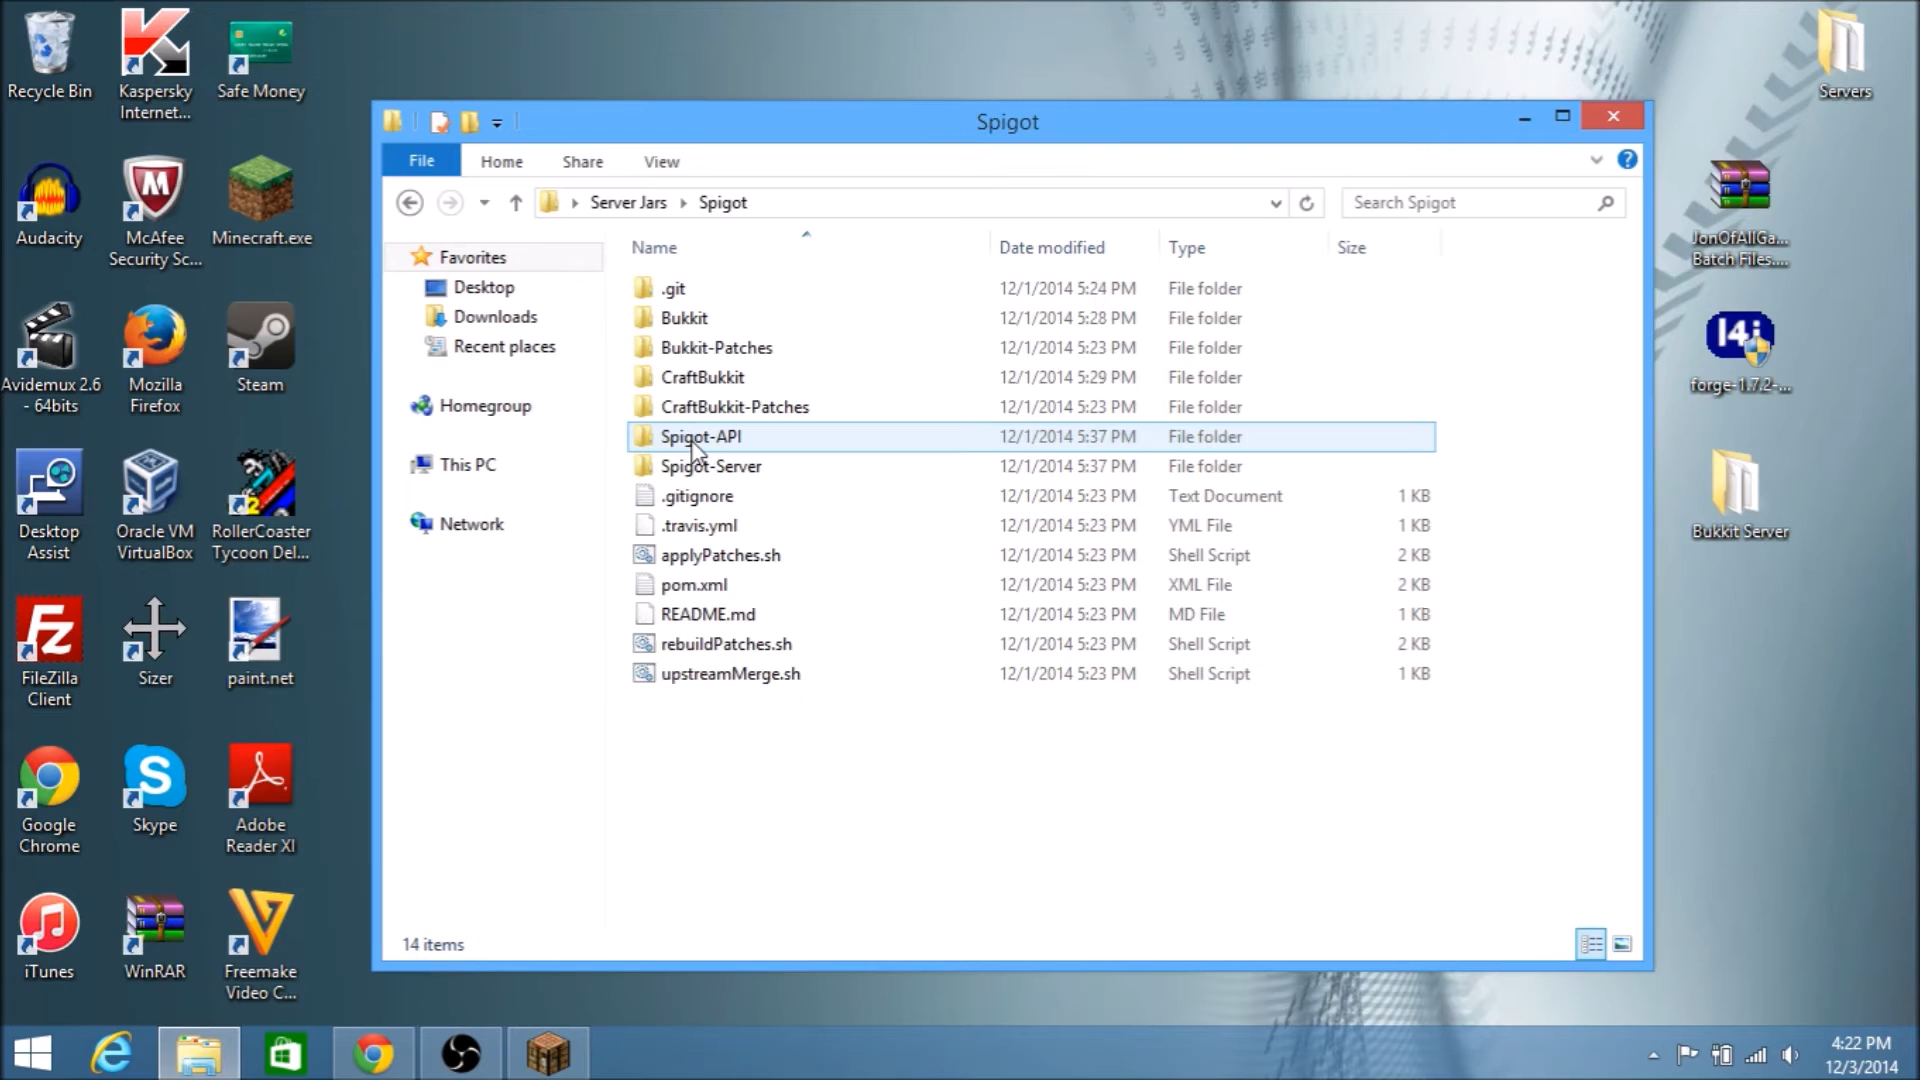 Recycle Bin
Kaspersky
Internet...
Safe Money
Audacity
McAfee
Security Sc...
Minecraft.exe
Avidemux 2.6
- 64bits
Mozilla
Firefox
Steam
Desktop
Assist
Oracle VM
VirtualBox
RollerCoaster
Tycoon Del...
FileZilla
Client
Sizer
paint.net
Google
Chrome
Skype
Adobe
Reader XI
iTunes
WinRAR
Freemake
Video C...
Spigot
File
Home
Share
View
Server Jars
Spigot
Search Spigot
Favorites
Desktop
Downloads
Recent places
Homegroup
This PC
Network
Name Date modified Type Size
.git 12/1/2014 5:24 PM File folder
Bukkit 12/1/2014 5:28 PM File folder
Bukkit-Patches 12/1/2014 5:23 PM File folder
CraftBukkit 12/1/2014 5:29 PM File folder
CraftBukkit-Patches 12/1/2014 5:23 PM File folder
Spigot-API 12/1/2014 5:37 PM File folder
Spigot-Server 12/1/2014 5:37 PM File folder
.gitignore 12/1/2014 5:23 PM Text Document 1 KB
.travis.yml 12/1/2014 5:23 PM YML File 1 KB
applyPatches.sh 12/1/2014 5:23 PM Shell Script 2 KB
pom.xml 12/1/2014 5:23 PM XML File 2 KB
README.md 12/1/2014 5:23 PM MD File 1 KB
rebuildPatches.sh 12/1/2014 5:23 PM Shell Script 2 KB
upstreamMerge.sh 12/1/2014 5:23 PM Shell Script 1 KB
14 items
Servers
JonOfAllGa...
Batch Files....
14j
forge-1.7.2-...
Bukkit Server
4:22 PM
12/3/2014